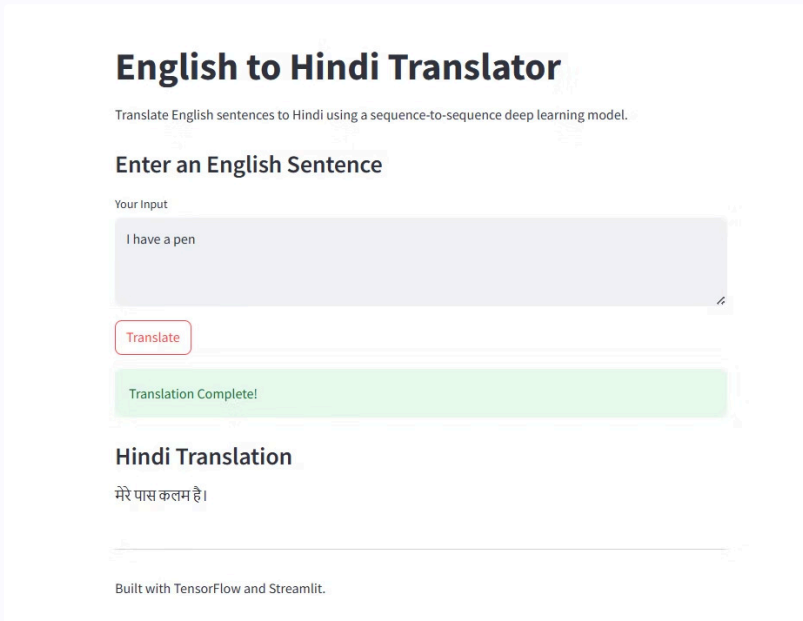 English to Hindi Translator
Translate English sentences to Hindi using a sequence-to-sequence deep learning model.
Enter an English Sentence
Your Input
I have a pen
Translate
Translation Complete!
Hindi Translation
मेरे पास कलम है।
Built with TensorFlow and Streamlit.